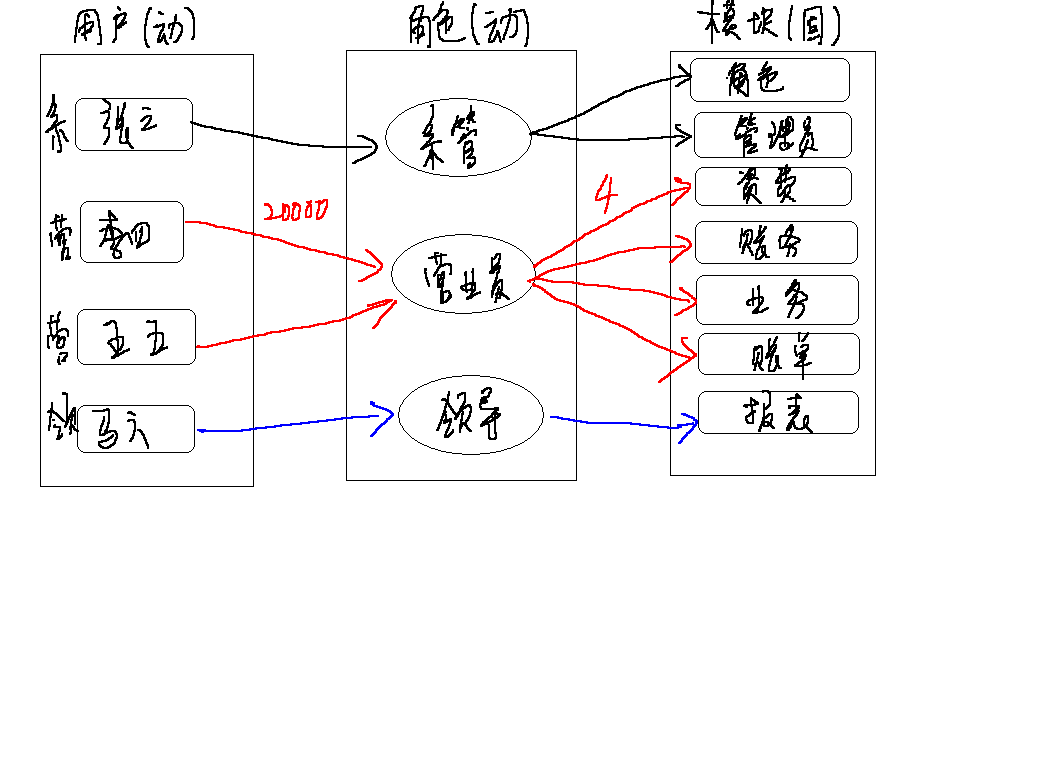 用户(动)
角色(动)
模块(固)
系
张三
营
李四
营
王五
领
马六
20000
系管
营业员
领导
4
角色
管理员
资费
账务
业务
账单
报表